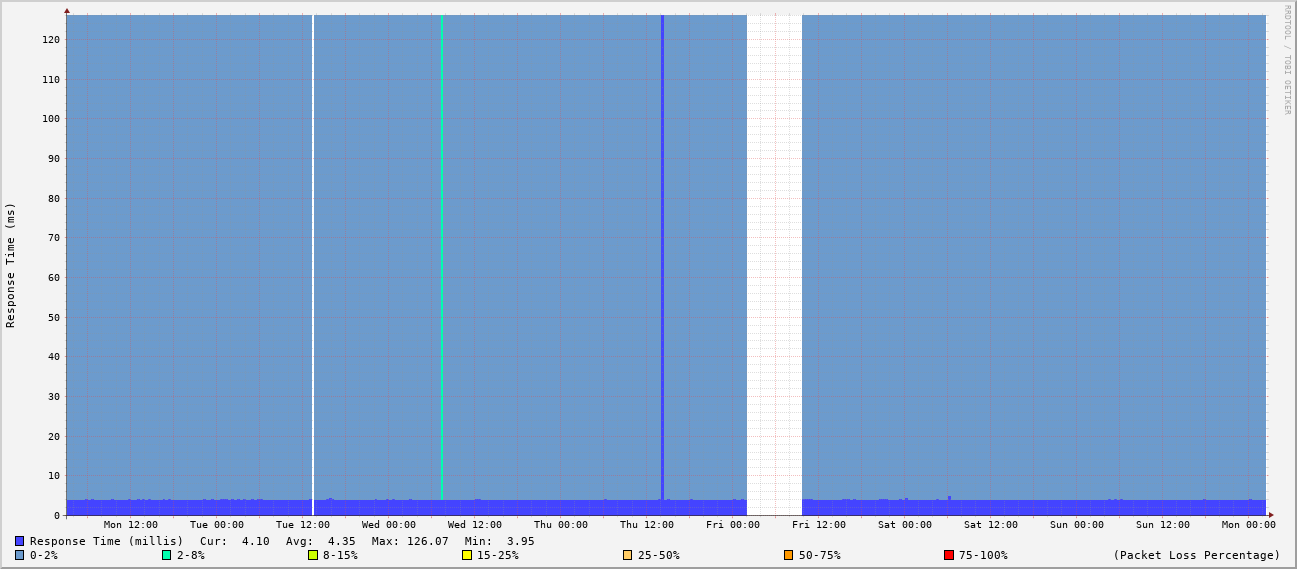 RRDTOOL / TOBI OETIKER
Response Time (ms)
120
110
100
90
80
70
60
50
40
30
20
10
0
Mon 12:00 Tue 00:00 Tue 12:00 Wed 00:00 Wed 12:00 Thu 00:00 Thu 12:00 Fri 00:00 Fri 12:00 Sat 00:00 Sat 12:00 Sun 00:00 Sun 12:00 Mon 00:00
Response Time (millis) Cur: 4.10 Avg: 4.35 Max: 126.07 Min: 3.95
0-2% 2-8% 8-15% 15-25% 25-50% 50-75% 75-100% (Packet Loss Percentage)